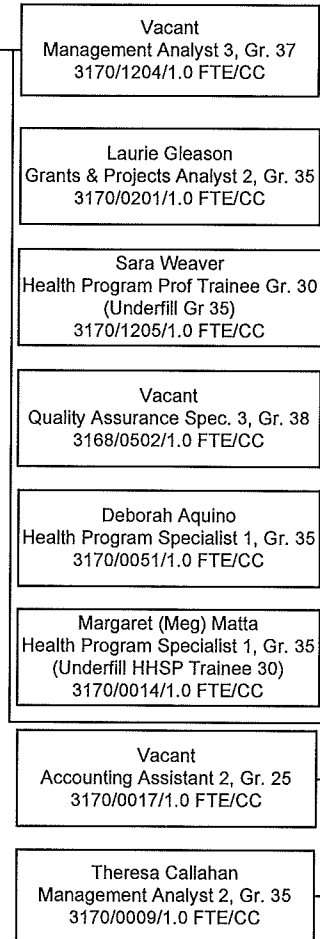 Vacant
Management Analyst 3, Gr. 37
3170/1204/1.0 FTE/CC
Laurie Gleason
Grants & Projects Analyst 2, Gr. 35
3170/0201/1.0 FTE/CC
Sara Weaver
Health Program Prof Trainee Gr. 30
(Underfill Gr 35)
3170/1205/1.0 FTE/CC
Vacant
Quality Assurance Spec. 3, Gr. 38
3168/0502/1.0 FTE/CC
Deborah Aquino
Health Program Specialist 1, Gr. 35
3170/0051/1.0 FTE/CC
Margaret (Meg) Matta
Health Program Specialist 1, Gr. 35
(Underfill HHSP Trainee 30)
3170/0014/1.0 FTE/CC
Vacant
Accounting Assistant 2, Gr. 25
3170/0017/1.0 FTE/CC
Theresa Callahan
Management Analyst 2, Gr. 35
3170/0009/1.0 FTE/CC